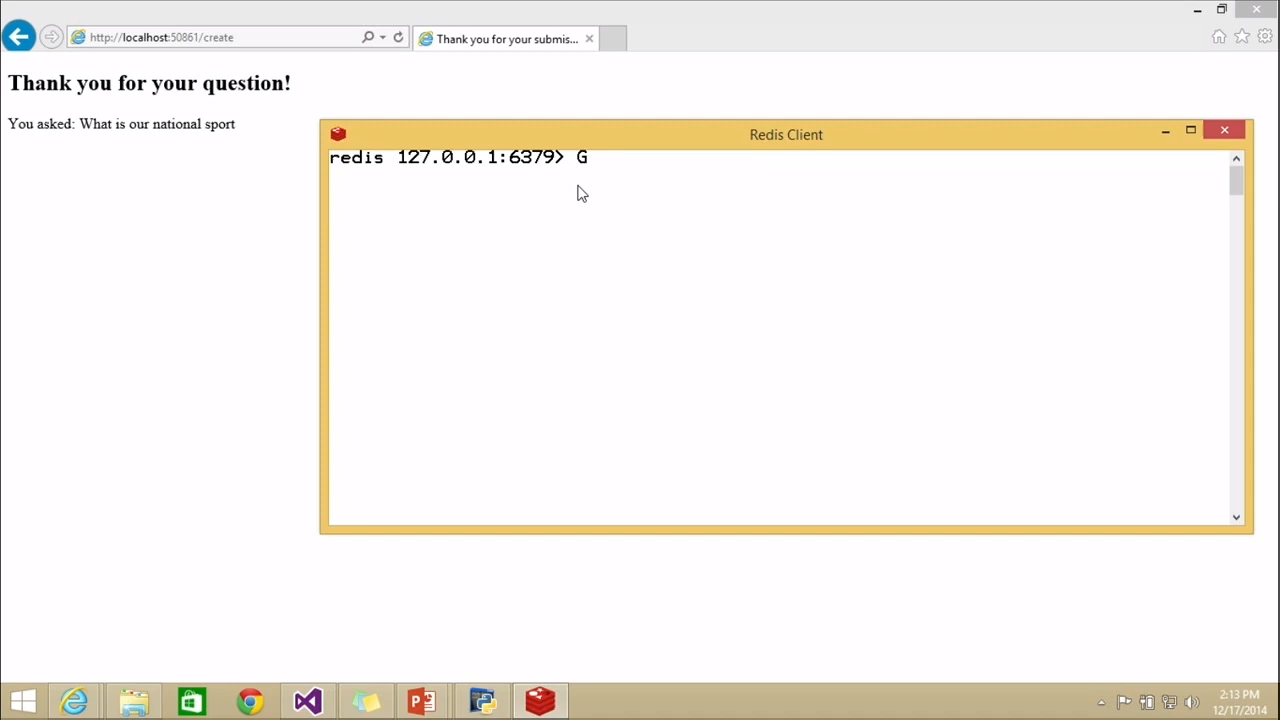 http://localhost:50861/create
Thank you for your submis...
Thank you for your question!
You asked: What is our national sport
Redis Client
redis 127.0.0.1:6379> G
2:13 PM
12/17/2014